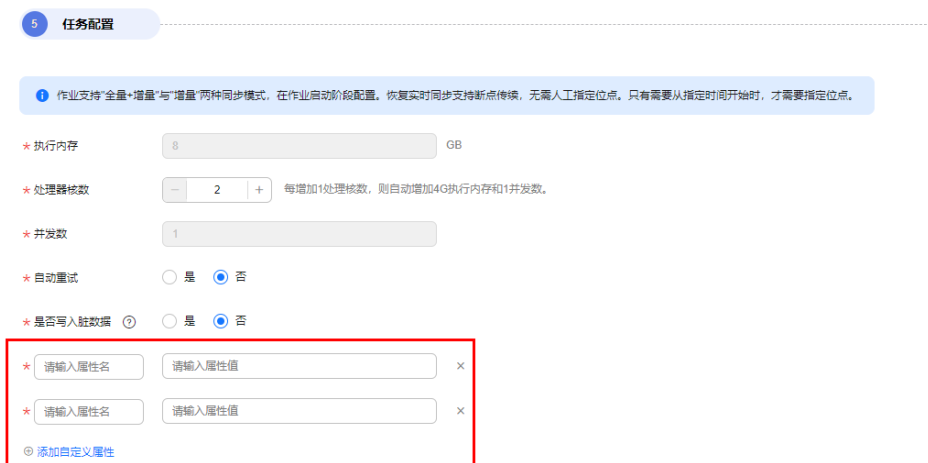 5 任务配置
作业支持"全量+增量"与"增量"两种同步模式，在作业启动阶段配置。恢复实时同步支持断点传续，无需人工指定位点。只有需要从指定时间开始时，才需要指定位点。
* 执行内存 8 GB
* 处理器核数 − 2 + 每增加1处理核数，则自动增加4G执行内存和1并发数。
* 并发数 1
* 自动重试 是 否
* 是否写入脏数据 ? 是 否
* 请输入属性名 请输入属性值 ×
* 请输入属性名 请输入属性值 ×
⊕ 添加自定义属性